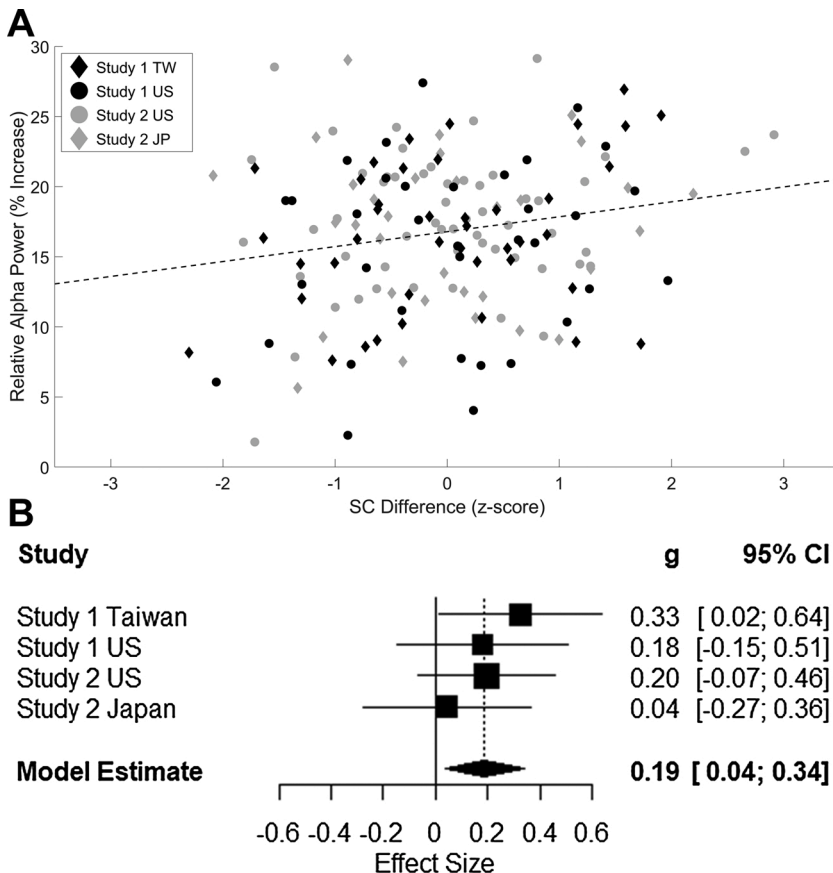 A
Relative Alpha Power (% Increase)
30
25
20
15
10
5
0
Study 1 TW
Study 1 US
Study 2 US
Study 2 JP
-3 -2 -1 0 1 2 3
SC Difference (z-score)
B
Study g 95% CI
Study 1 Taiwan 0.33 [ 0.02; 0.64]
Study 1 US 0.18 [-0.15; 0.51]
Study 2 US 0.20 [-0.07; 0.46]
Study 2 Japan 0.04 [-0.27; 0.36]
Model Estimate 0.19 [ 0.04; 0.34]
-0.6 -0.4 -0.2 0 0.2 0.4 0.6
Effect Size